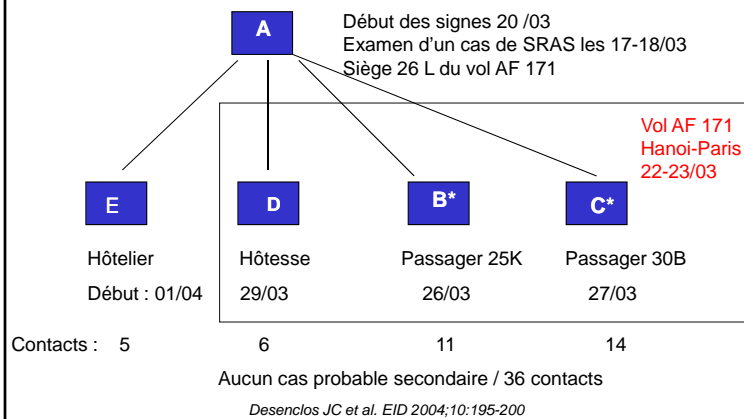 A
Début des signes 20 /03
Examen d'un cas de SRAS les 17-18/03
Siège 26 L du vol AF 171
Vol AF 171
Hanoi-Paris
22-23/03
E
D
B*
C*
Hôtelier
Hôtesse
Passager 25K
Passager 30B
Début : 01/04
29/03
26/03
27/03
Contacts : 5 6 11 14
Aucun cas probable secondaire / 36 contacts
Desenclos JC et al. EID 2004;10:195-200